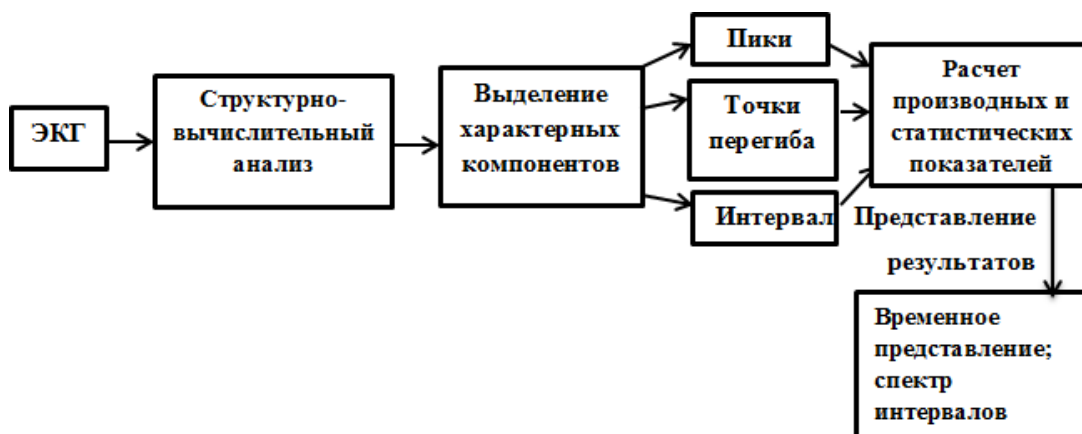 ЭКГ
Структурно-
вычислительный
анализ
Выделение
характерных
компонентов
Пики
Точки
перегиба
Интервал
Расчет
производных и
статистических
показателей
Представление
результатов
Временное
представление;
спектр
интервалов